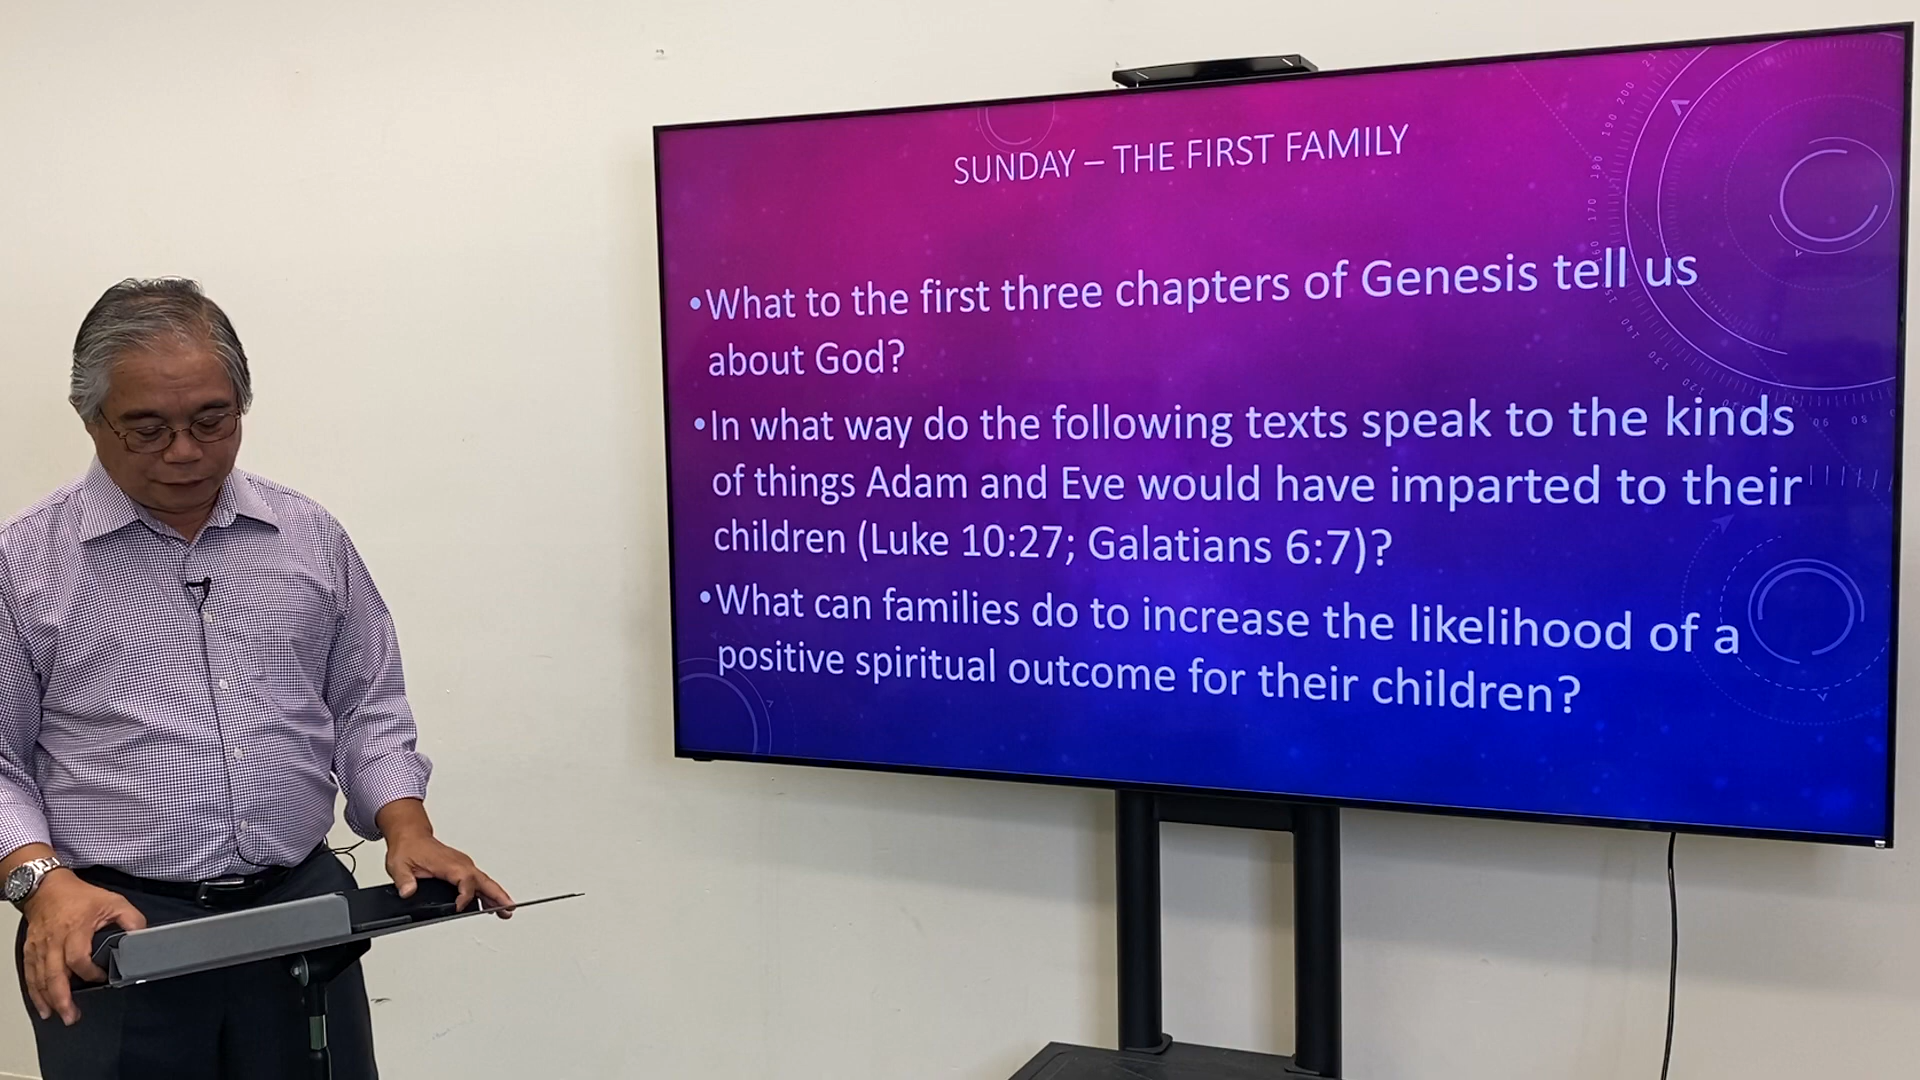 SUNDAY – THE FIRST FAMILY
•What to the first three chapters of Genesis tell us
about God?
•In what way do the following texts speak to the kinds
of things Adam and Eve would have imparted to their
children (Luke 10:27; Galatians 6:7)?
•What can families do to increase the likelihood of a
positive spiritual outcome for their children?